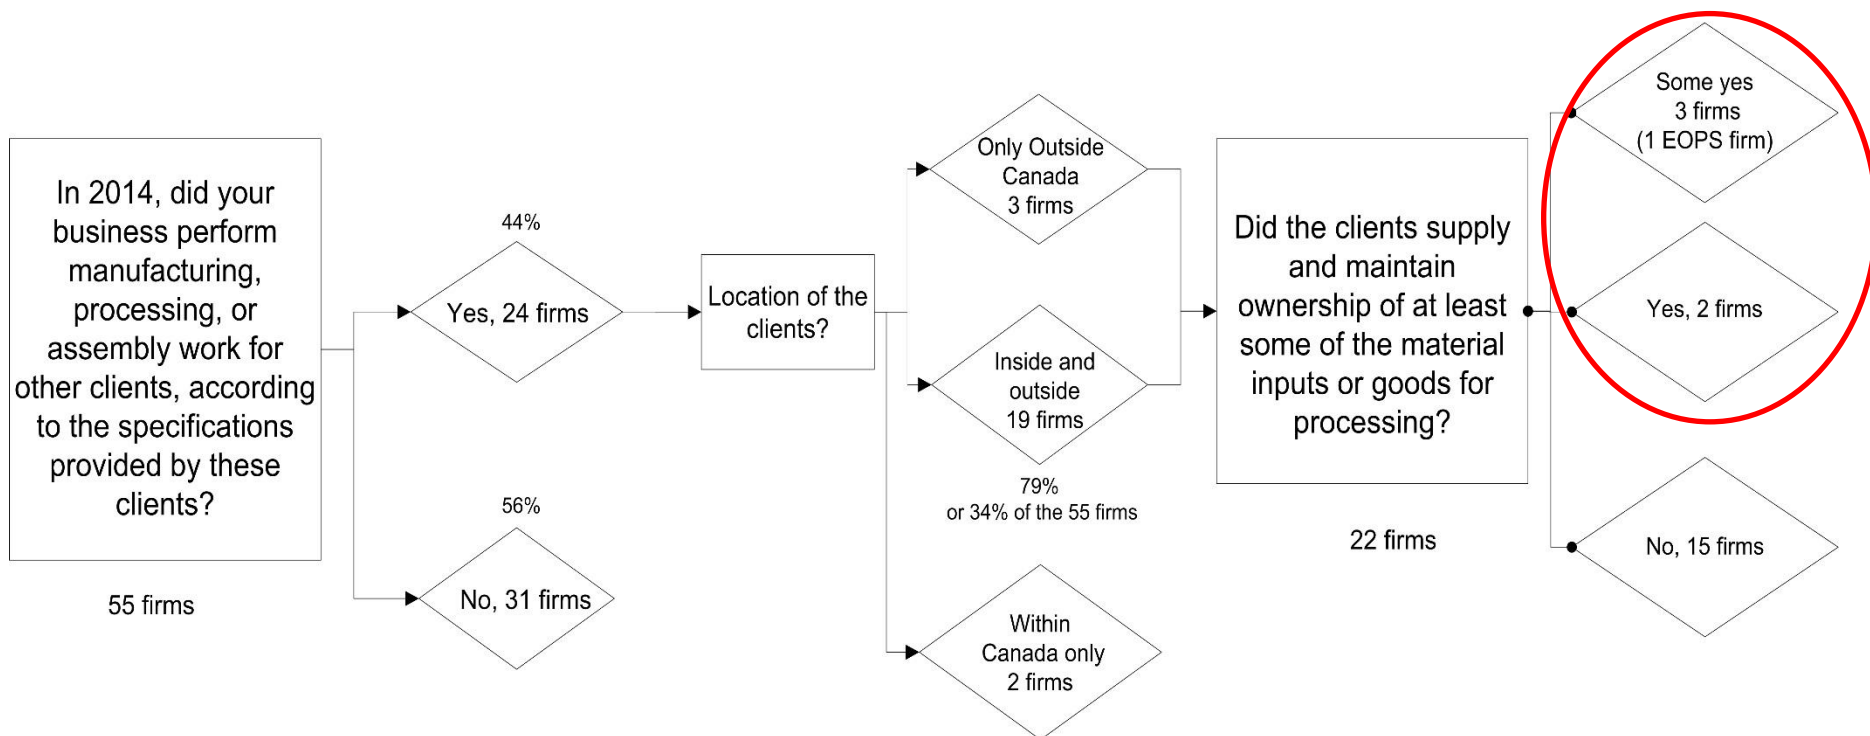 In 2014, did your
business perform
manufacturing,
processing, or
assembly work for
other clients, according
to the specifications
provided by these
clients?
55 firms
44%
Yes, 24 firms
56%
No, 31 firms
Location of the
clients?
Only Outside
Canada
3 firms
Inside and
outside
19 firms
79%
or 34% of the 55 firms
Within
Canada only
2 firms
Did the clients supply
and maintain
ownership of at least
some of the material
inputs or goods for
processing?
22 firms
Some yes
3 firms
(1 EOPS firm)
Yes, 2 firms
No, 15 firms